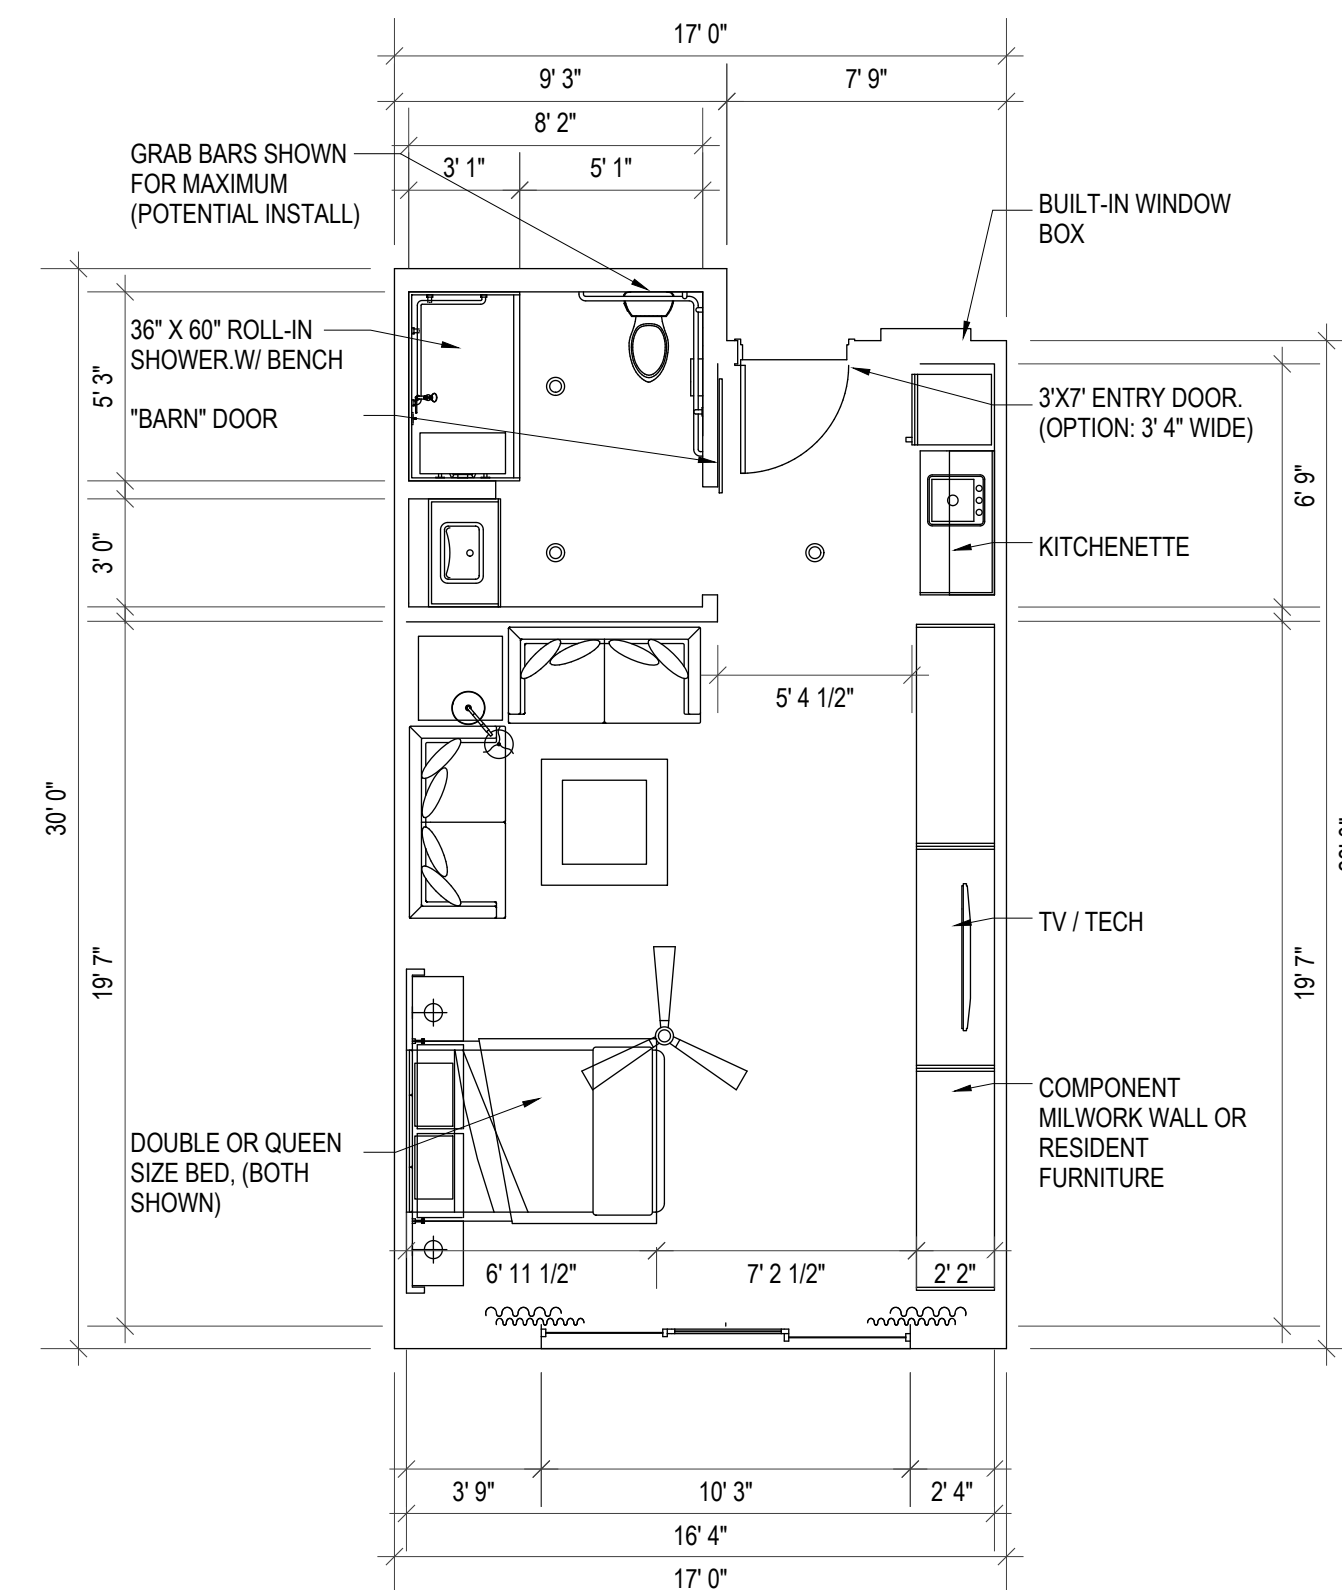 17' 0"
9' 3"
7' 9"
8' 2"
3' 1"
5' 1"
GRAB BARS SHOWN
FOR MAXIMUM
(POTENTIAL INSTALL)
BUILT-IN WINDOW
BOX
36" X 60" ROLL-IN
SHOWER.W/ BENCH
"BARN" DOOR
3'X7' ENTRY DOOR.
(OPTION: 3' 4" WIDE)
5' 3"
6' 9"
3' 0"
KITCHENETTE
5' 4 1/2"
30' 0"
TV / TECH
19' 7"
19' 7"
COMPONENT
MILWORK WALL OR
RESIDENT
FURNITURE
DOUBLE OR QUEEN
SIZE BED, (BOTH
SHOWN)
6' 11 1/2"
7' 2 1/2"
2' 2"
3' 9"
10' 3"
2' 4"
16' 4"
17' 0"